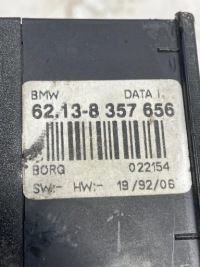 BMW DATA I
62.13-8 357 656
BORG 022154
SW:- HW:- 19/92/06